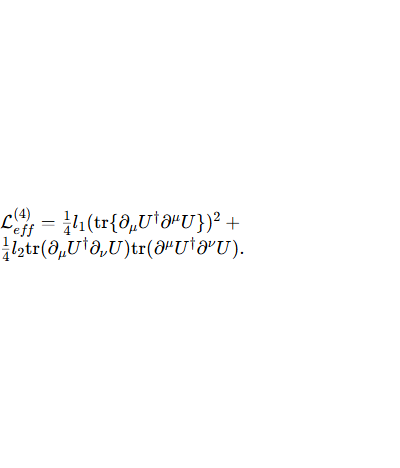 $\mathcal{L}_{eff}^{(4)} = \frac{1}{4} l_1 (\mathrm{tr}\{\partial_\mu U^\dagger \partial^\mu U\})^2 +$
$\frac{1}{4} l_2 \mathrm{tr}(\partial_\mu U^\dagger \partial_\nu U) \mathrm{tr}(\partial^\mu U^\dagger \partial^\nu U).$